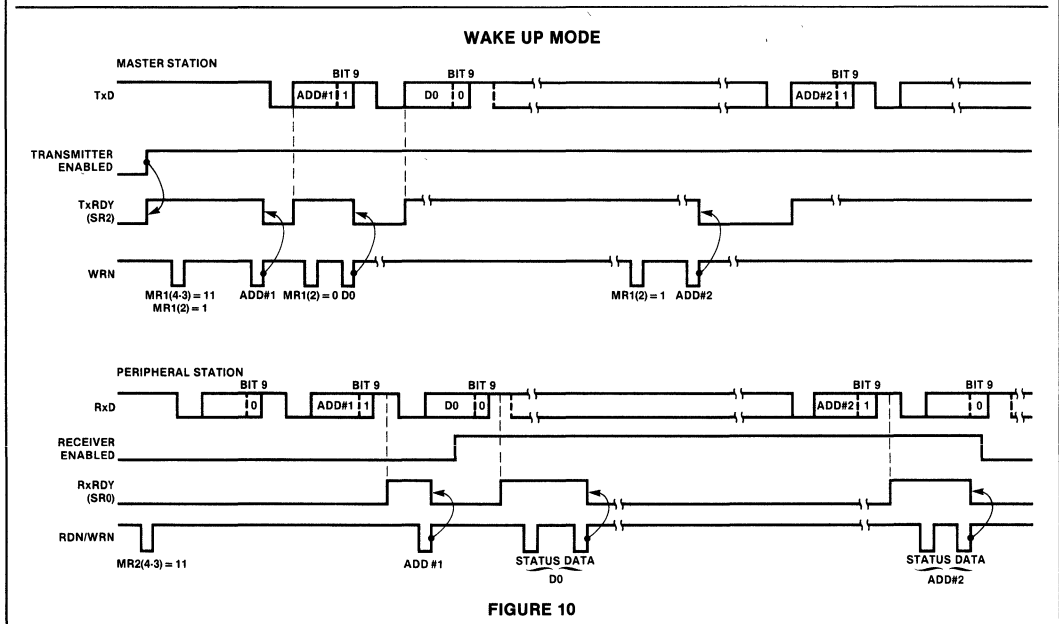 WAKE UP MODE
MASTER STATION
BIT 9 BIT 9 BIT 9
TxD ADD#1 1 D0 0 ADD#2 1
TRANSMITTER
ENABLED
TxRDY
(SR2)
WRN
MR1(4-3) = 11 ADD#1 MR1(2) = 0 D0 MR1(2) = 1 ADD#2
MR1(2) = 1
PERIPHERAL STATION
BIT 9 BIT 9 BIT 9 BIT 9 BIT 9
RxD 0 ADD#1 1 D0 0 ADD#2 1 0
RECEIVER
ENABLED
RxRDY
(SR0)
RDN/WRN
MR2(4-3) = 11 ADD #1 STATUS DATA STATUS DATA
D0 ADD#2
FIGURE 10